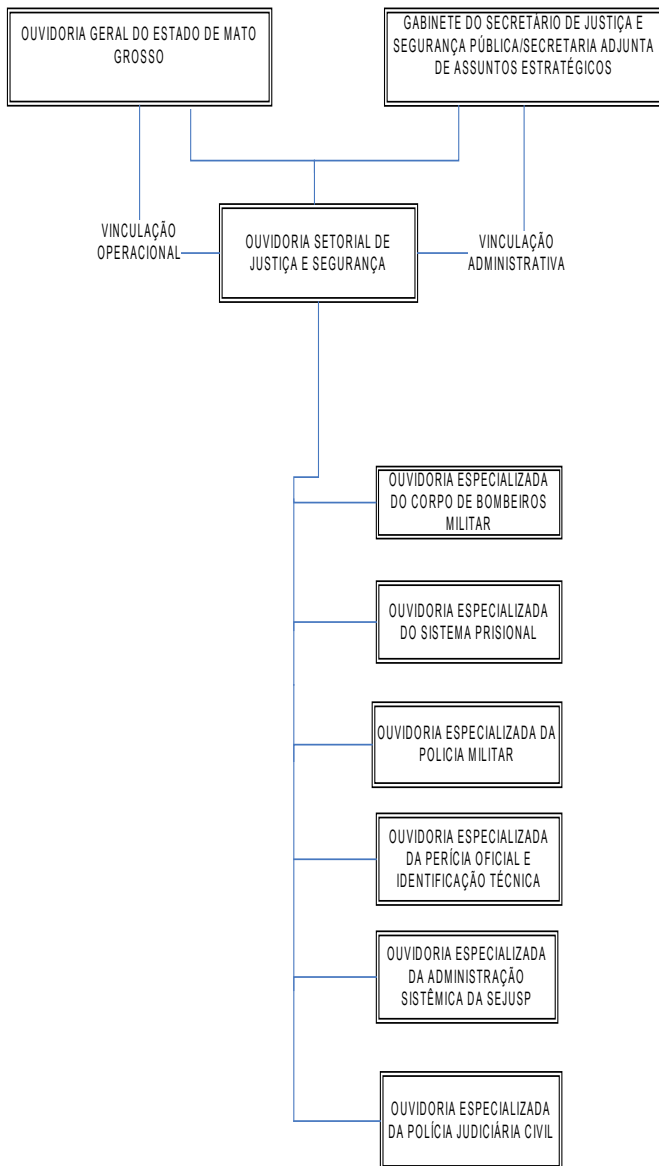 OUVIDORIA GERAL DO ESTADO DE MATO
GROSSO
GABINETE DO SECRETÁRIO DE JUSTIÇA E
SEGURANÇA PÚBLICA/SECRETARIA ADJUNTA
DE ASSUNTOS ESTRATÉGICOS
VINCULAÇÃO
OPERACIONAL
OUVIDORIA SETORIAL DE
JUSTIÇA E SEGURANÇA
VINCULAÇÃO
ADMINISTRATIVA
OUVIDORIA ESPECIALIZADA
DO CORPO DE BOMBEIROS
MILITAR
OUVIDORIA ESPECIALIZADA
DO SISTEMA PRISIONAL
OUVIDORIA ESPECIALIZADA DA
POLICIA MILITAR
OUVIDORIA ESPECIALIZADA
DA PERÍCIA OFICIAL E
IDENTIFICAÇÃO TÉCNICA
OUVIDORIA ESPECIALIZADA
DA ADMINISTRAÇÃO
SISTÊMICA DA SEJUSP
OUVIDORIA ESPECIALIZADA
DA POLÍCIA JUDICIÁRIA CIVIL